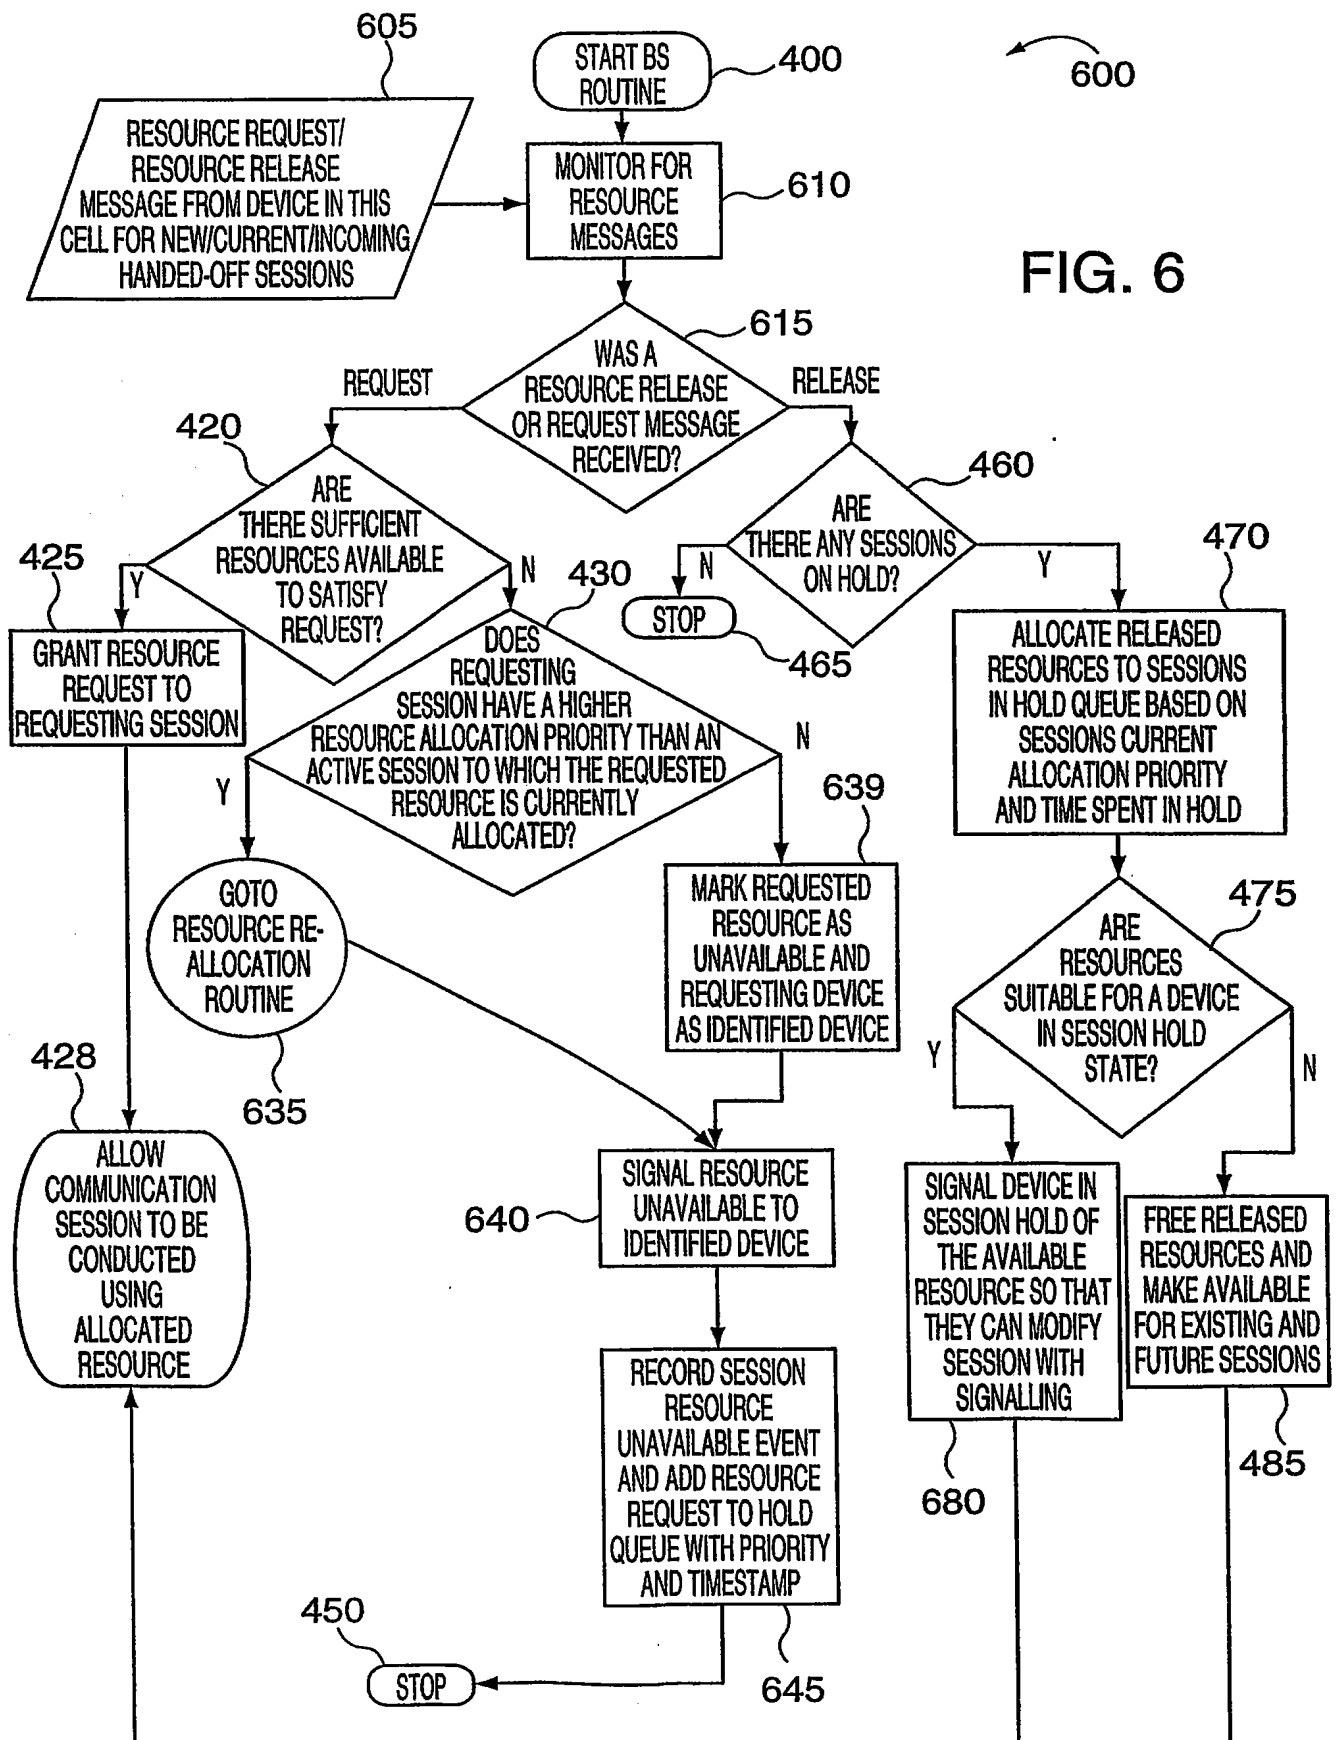 605
START BS
ROUTINE
400
600
RESOURCE REQUEST/
RESOURCE RELEASE
MESSAGE FROM DEVICE IN THIS
CELL FOR NEW/CURRENT/INCOMING
HANDED-OFF SESSIONS
MONITOR FOR
RESOURCE
MESSAGES
610
FIG. 6
615
WAS A
RESOURCE RELEASE
OR REQUEST MESSAGE
RECEIVED?
REQUEST
RELEASE
420
ARE
THERE SUFFICIENT
RESOURCES AVAILABLE
TO SATISFY
REQUEST?
460
ARE
THERE ANY SESSIONS
ON HOLD?
425
Y
N
430
N
Y
470
STOP
465
GRANT RESOURCE
REQUEST TO
REQUESTING SESSION
DOES
REQUESTING
SESSION HAVE A HIGHER
RESOURCE ALLOCATION PRIORITY THAN AN
ACTIVE SESSION TO WHICH THE REQUESTED
RESOURCE IS CURRENTLY
ALLOCATED?
Y
N
ALLOCATE RELEASED
RESOURCES TO SESSIONS
IN HOLD QUEUE BASED ON
SESSIONS CURRENT
ALLOCATION PRIORITY
AND TIME SPENT IN HOLD
639
GOTO
RESOURCE RE-
ALLOCATION
ROUTINE
635
MARK REQUESTED
RESOURCE AS
UNAVAILABLE AND
REQUESTING DEVICE
AS IDENTIFIED DEVICE
475
ARE
RESOURCES
SUITABLE FOR A DEVICE
IN SESSION HOLD
STATE?
Y
N
428
ALLOW
COMMUNICATION
SESSION TO BE
CONDUCTED
USING
ALLOCATED
RESOURCE
640
SIGNAL RESOURCE
UNAVAILABLE TO
IDENTIFIED DEVICE
SIGNAL DEVICE IN
SESSION HOLD OF
THE AVAILABLE
RESOURCE SO THAT
THEY CAN MODIFY
SESSION WITH
SIGNALLING
680
FREE RELEASED
RESOURCES AND
MAKE AVAILABLE
FOR EXISTING AND
FUTURE SESSIONS
485
RECORD SESSION
RESOURCE
UNAVAILABLE EVENT
AND ADD RESOURCE
REQUEST TO HOLD
QUEUE WITH PRIORITY
AND TIMESTAMP
645
450
STOP